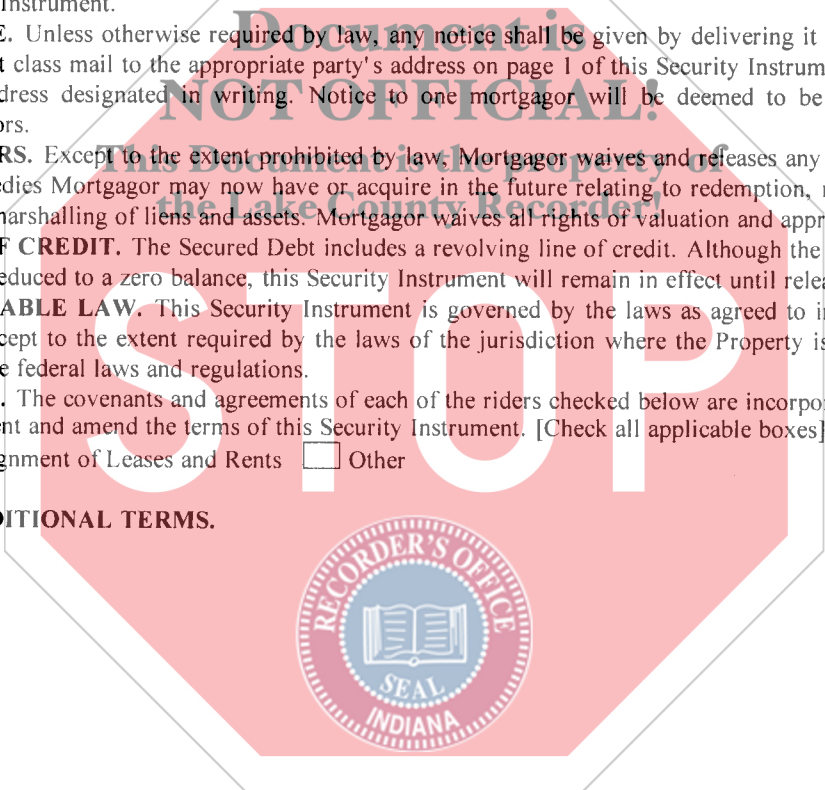 Instrument.
E. Unless otherwise required by law, any notice shall be given by delivering it
t class mail to the appropriate party's address on page 1 of this Security Instrum
dress designated in writing. Notice to one mortgagor will be deemed to be
ors.
RS. Except to the extent prohibited by law, Mortgagor waives and releases any
edies Mortgagor may now have or acquire in the future relating to redemption,
arshalling of liens and assets. Mortgagor waives all rights of valuation and appr
F CREDIT. The Secured Debt includes a revolving line of credit. Although the
educed to a zero balance, this Security Instrument will remain in effect until relea
ABLE LAW. This Security Instrument is governed by the laws as agreed to i
cept to the extent required by the laws of the jurisdiction where the Property is
e federal laws and regulations.
. The covenants and agreements of each of the riders checked below are incorpo
ent and amend the terms of this Security Instrument. [Check all applicable boxes]
gnment of Leases and Rents Other
DITIONAL TERMS.
Document is
NOT OFFICIAL!
This Document is the property of
the Lake County Recorder!
STOP
RECORDER'S OFFICE
SEAL
INDIANA